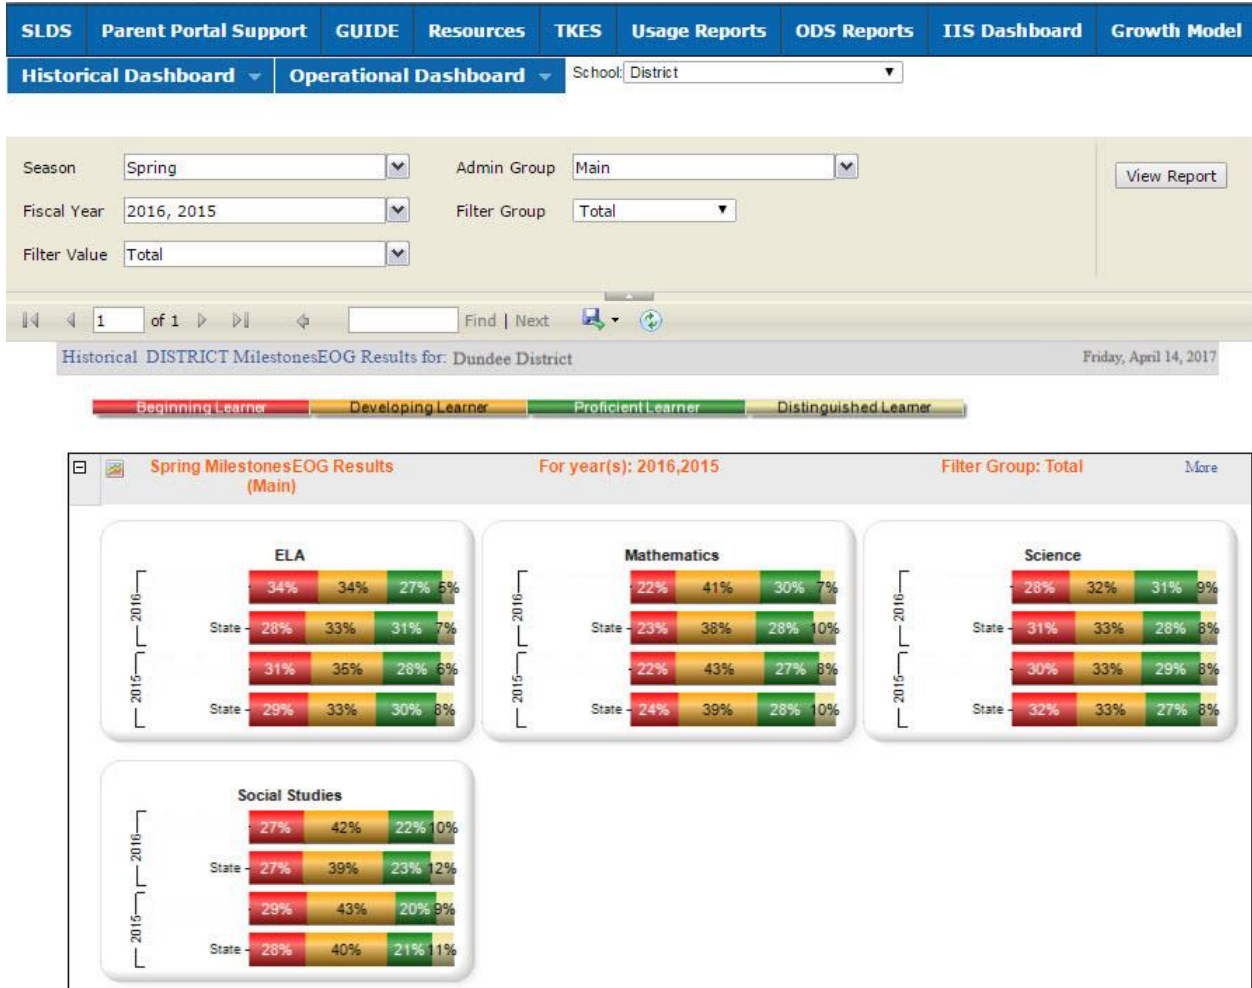 SLDS Parent Portal Support GUIDE Resources TKES Usage Reports ODS Reports IIS Dashboard Growth Model
Historical Dashboard Operational Dashboard School: District
Season Spring Admin Group Main View Report
Fiscal Year 2016, 2015 Filter Group Total
Filter Value Total
1 of 1 Find | Next
Historical DISTRICT MilestonesEOG Results for: Dundee District Friday, April 14, 2017
Beginning Learner Developing Learner Proficient Learner Distinguished Learner
Spring MilestonesEOG Results For year(s): 2016,2015 Filter Group: Total More
(Main)
ELA
2016
34% 34% 27% 5%
State 28% 33% 31% 7%
2015
31% 35% 28% 6%
State 29% 33% 30% 8%
Mathematics
2016
22% 41% 30% 7%
State 23% 38% 28% 10%
2015
22% 43% 27% 8%
State 24% 39% 28% 10%
Science
2016
28% 32% 31% 9%
State 31% 33% 28% 8%
2015
30% 33% 29% 8%
State 32% 33% 27% 8%
Social Studies
2016
27% 42% 22% 10%
State 27% 39% 23% 12%
2015
29% 43% 20% 9%
State 28% 40% 21% 11%